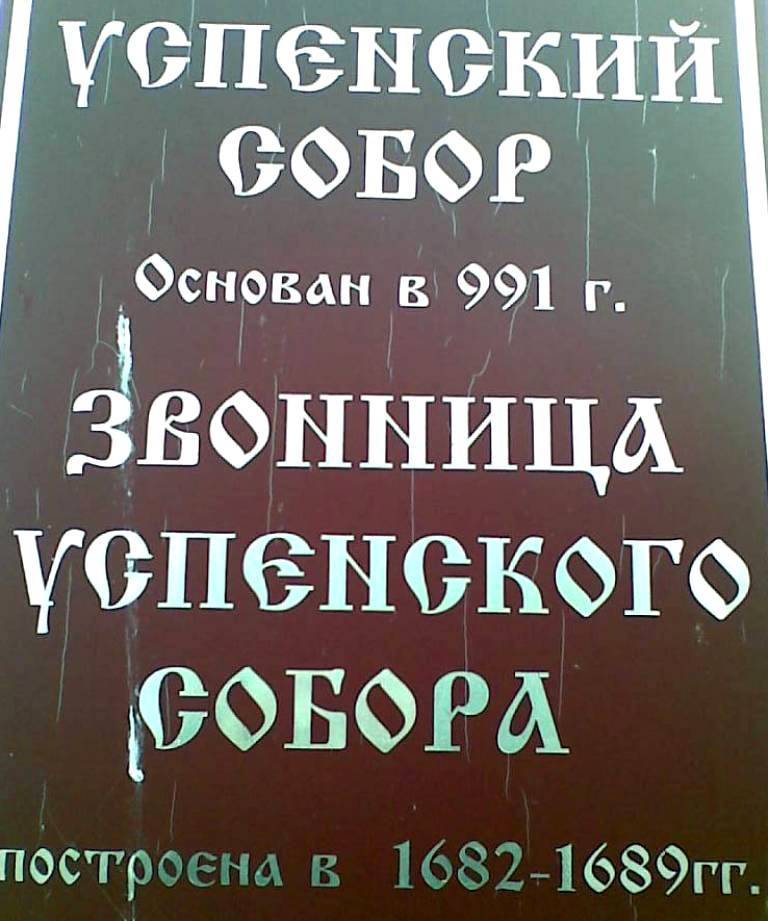 УСПЕНСКИЙ
СОБОР
Основан в 991 г.
ЗВОННИЦА
УСПЕНСКОГО
СОБОРА
построена в 1682-1689гг.